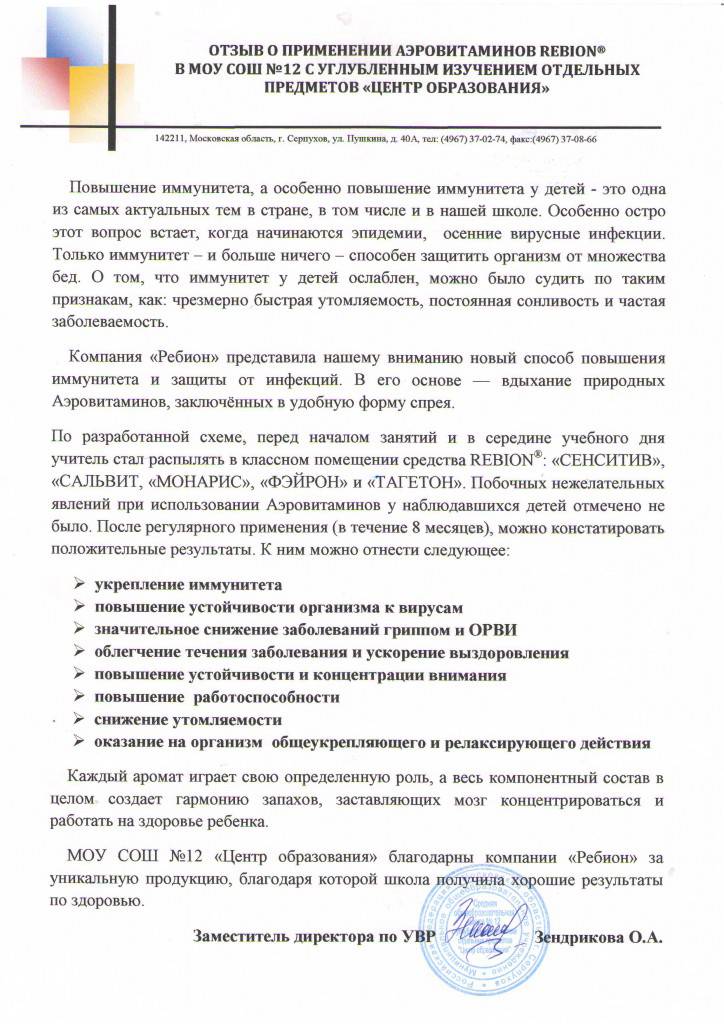 ОТЗЫВ О ПРИМЕНЕНИИ АЭРОВИТАМИНОВ REBION®
В МОУ СОШ №12 С УГЛУБЛЕННЫМ ИЗУЧЕНИЕМ ОТДЕЛЬНЫХ
ПРЕДМЕТОВ «ЦЕНТР ОБРАЗОВАНИЯ»
142211, Московская область, г. Серпухов, ул. Пушкина, д. 40А, тел: (4967) 37-02-74, факс:(4967) 37-08-66
Повышение иммунитета, а особенно повышение иммунитета у детей - это одна
из самых актуальных тем в стране, в том числе и в нашей школе. Особенно остро
этот вопрос встает, когда начинаются эпидемии, осенние вирусные инфекции.
Только иммунитет – и больше ничего – способен защитить организм от множества
бед. О том, что иммунитет у детей ослаблен, можно было судить по таким
признакам, как: чрезмерно быстрая утомляемость, постоянная сонливость и частая
заболеваемость.
Компания «Ребион» представила нашему вниманию новый способ повышения
иммунитета и защиты от инфекций. В его основе — вдыхание природных
Аэровитаминов, заключённых в удобную форму спрея.
По разработанной схеме, перед началом занятий и в середине учебного дня
учитель стал распылять в классном помещении средства REBION®: «СЕНСИТИВ»,
«САЛЬВИТ, «МОНАРИС», «ФЭЙРОН» и «ТАГЕТОН». Побочных нежелательных
явлений при использовании Аэровитаминов у наблюдавшихся детей отмечено не
было. После регулярного применения (в течение 8 месяцев), можно констатировать
положительные результаты. К ним можно отнести следующее:
➢ укрепление иммунитета
➢ повышение устойчивости организма к вирусам
➢ значительное снижение заболеваний гриппом и ОРВИ
➢ облегчение течения заболевания и ускорение выздоровления
➢ повышение устойчивости и концентрации внимания
➢ повышение работоспособности
➢ снижение утомляемости
➢ оказание на организм общеукрепляющего и релаксирующего действия
Каждый аромат играет свою определенную роль, а весь компонентный состав в
целом создает гармонию запахов, заставляющих мозг концентрироваться и
работать на здоровье ребенка.
МОУ СОШ №12 «Центр образования» благодарны компании «Ребион» за
уникальную продукцию, благодаря которой школа получила хорошие результаты
по здоровью.
Заместитель директора по УВР Зендрикова О.А.